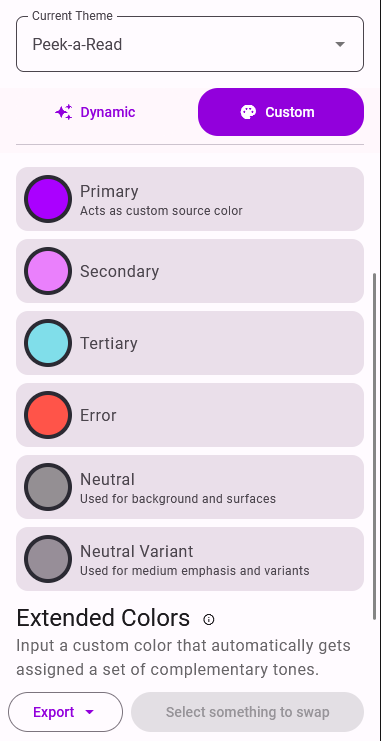 Current Theme
Peek-a-Read
Dynamic
Custom
Primary
Acts as custom source color
Secondary
Tertiary
Error
Neutral
Used for background and surfaces
Neutral Variant
Used for medium emphasis and variants
Extended Colors
Input a custom color that automatically gets
assigned a set of complementary tones.
Export
Select something to swap